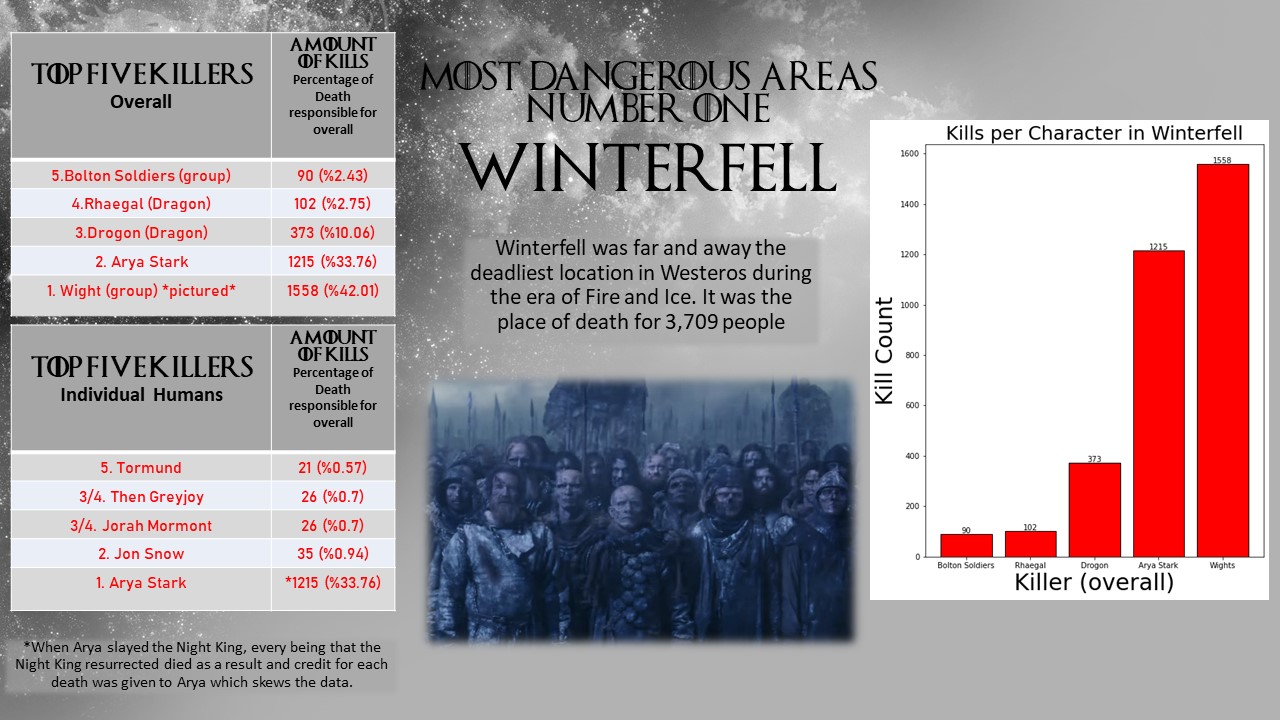 TOP FIVE KILLERS
Overall
AMOUNT
OF KILLS
Percentage of
Death
responsible for
overall
5.Bolton Soldiers (group) 90 (%2.43)
4.Rhaegal (Dragon) 102 (%2.75)
3.Drogon (Dragon) 373 (%10.06)
2. Arya Stark 1215 (%33.76)
1. Wight (group) *pictured* 1558 (%42.01)
TOP FIVE KILLERS
Individual Humans
AMOUNT
OF KILLS
Percentage of
Death
responsible for
overall
5. Tormund 21 (%0.57)
3/4. Then Greyjoy 26 (%0.7)
3/4. Jorah Mormont 26 (%0.7)
2. Jon Snow 35 (%0.94)
1. Arya Stark *1215 (%33.76)
*When Arya slayed the Night King, every being that the
Night King resurrected died as a result and credit for each
death was given to Arya which skews the data.
MOST DANGEROUS AREAS
NUMBER ONE
WINTERFELL
Winterfell was far and away the
deadliest location in Westeros during
the era of Fire and Ice. It was the
place of death for 3,709 people
Kills per Character in Winterfell
Kill Count
1600
1400
1200
1000
800
600
400
200
0
90
102
373
1215
1558
Bolton Soldiers Rhaegal Drogon Arya Stark Wights
Killer (overall)